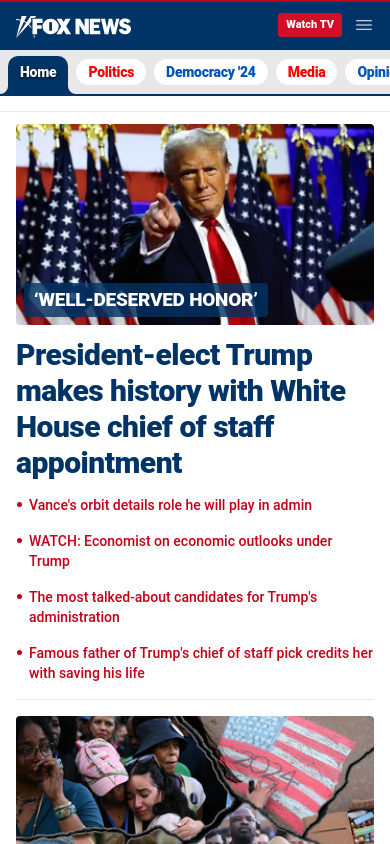 FOX NEWS
Watch TV
Home
Politics
Democracy '24
Media
Opini
‘WELL-DESERVED HONOR’
President-elect Trump
makes history with White
House chief of staff
appointment
• Vance's orbit details role he will play in admin
• WATCH: Economist on economic outlooks under
Trump
• The most talked-about candidates for Trump's
administration
• Famous father of Trump's chief of staff pick credits her
with saving his life
2024